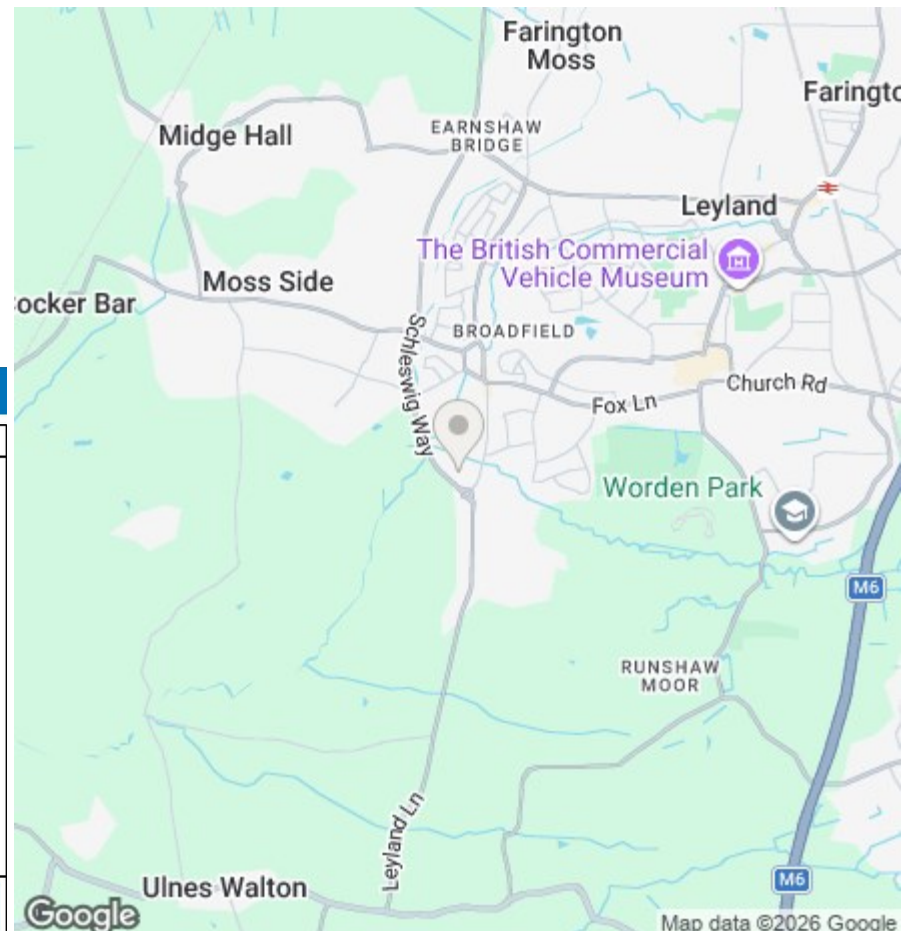 Farington
Moss
Faringto
Midge Hall
EARNSHAW
BRIDGE
Leyland
The British Commercial
Vehicle Museum
Moss Side
ocker Bar
BROADFIELD
Schleswig Way
Church Rd
Fox Ln
Worden Park
M6
RUNSHAW
MOOR
Leyland Ln
M6
Ulnes Walton
Google
Map data ©2026 Google